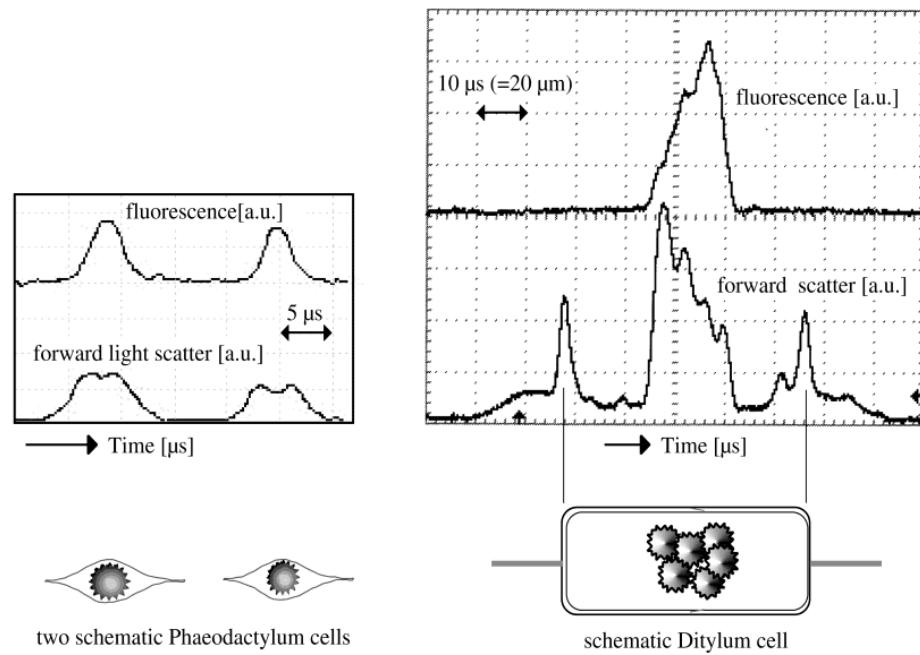 fluorescence[a.u.]
5 µs
forward light scatter [a.u.]
Time [µs]
two schematic Phaeodactylum cells
10 µs (=20 µm)
fluorescence [a.u.]
forward scatter [a.u.]
Time [µs]
schematic Ditylum cell